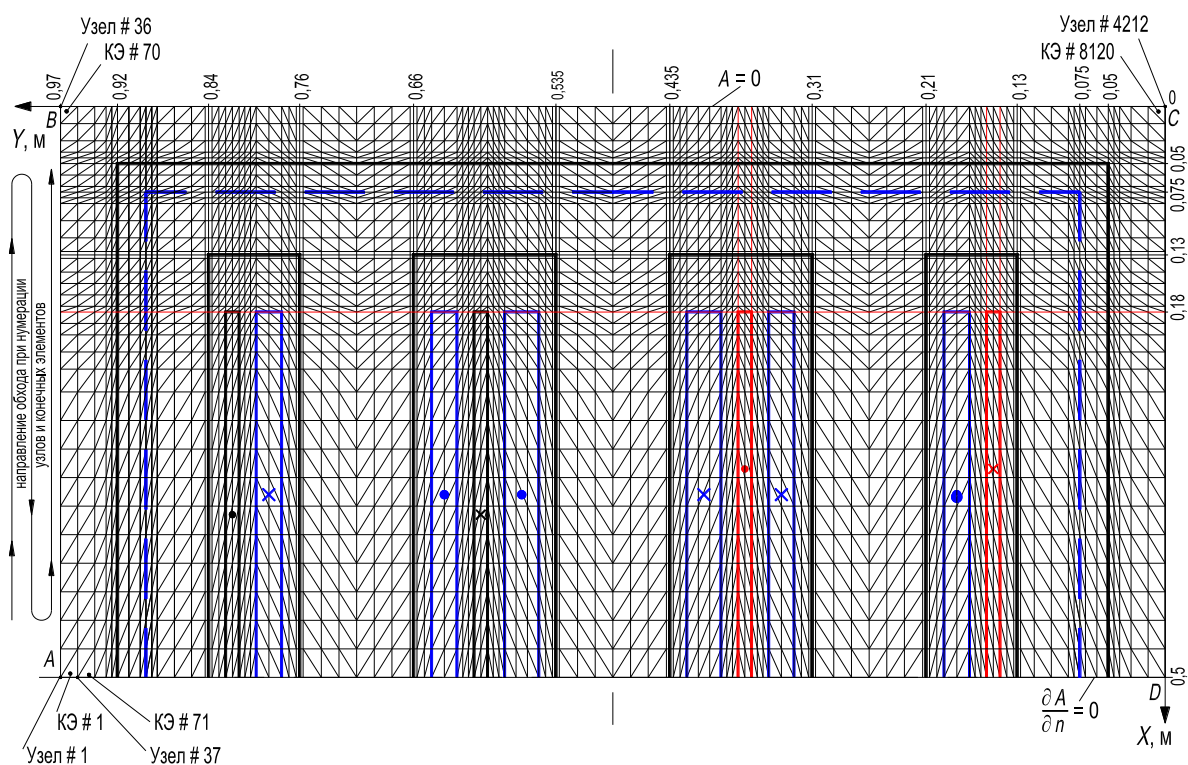 Узел # 36
КЭ # 70
Узел # 4212
КЭ # 8120
0,97
0,92
0,84
0,76
0,66
0,535
0,435
A = 0
0,31
0,21
0,13
0,075
0,05
0
B
C
Y, м
0,05
0,075
0,13
0,18
0,5
направление обхода при нумерации
узлов и конечных элементов
A
D
КЭ # 1
КЭ # 71
Узел # 1
Узел # 37
∂A/∂n = 0
X, м